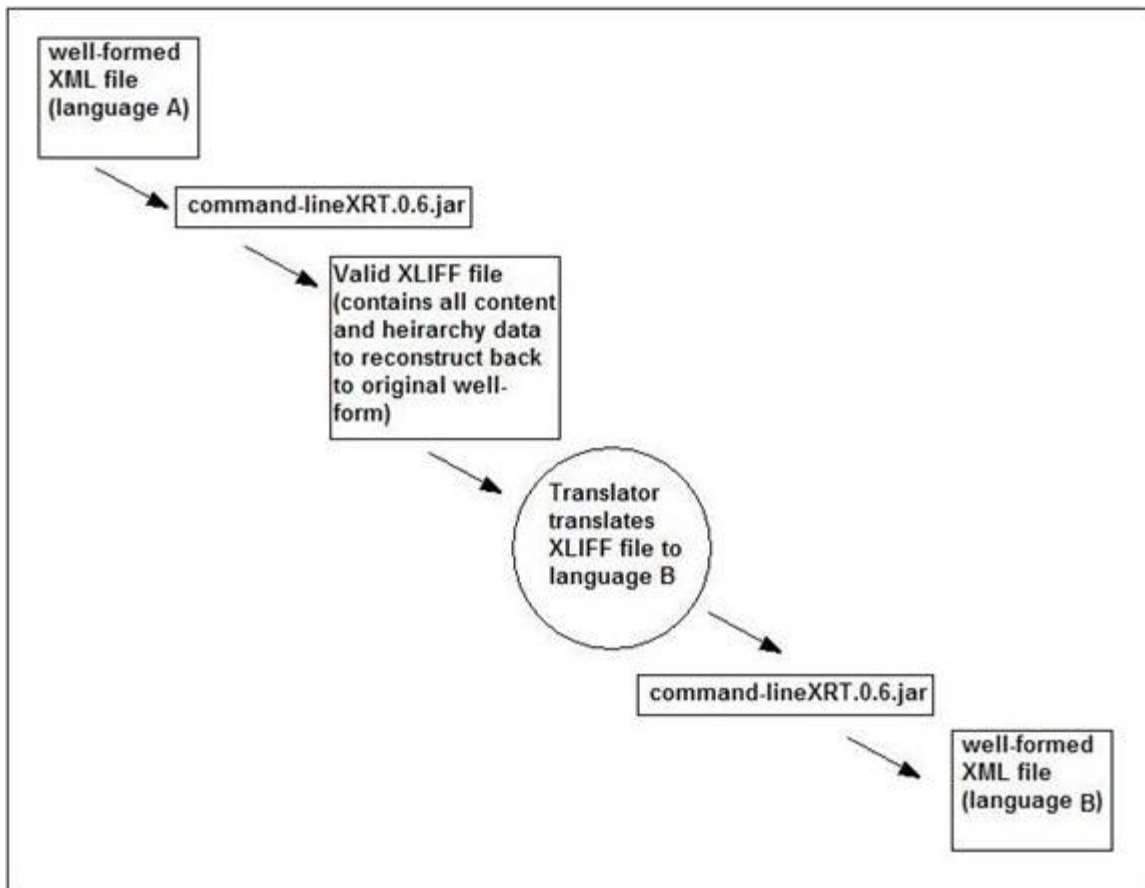 well-formed
XML file
(language A)
command-lineXRT.0.6.jar
Valid XLIFF file
(contains all content
and heirarchy data
to reconstruct back
to original well-
form)
Translator
translates
XLIFF file to
language B
command-lineXRT.0.6.jar
well-formed
XML file
(language B)